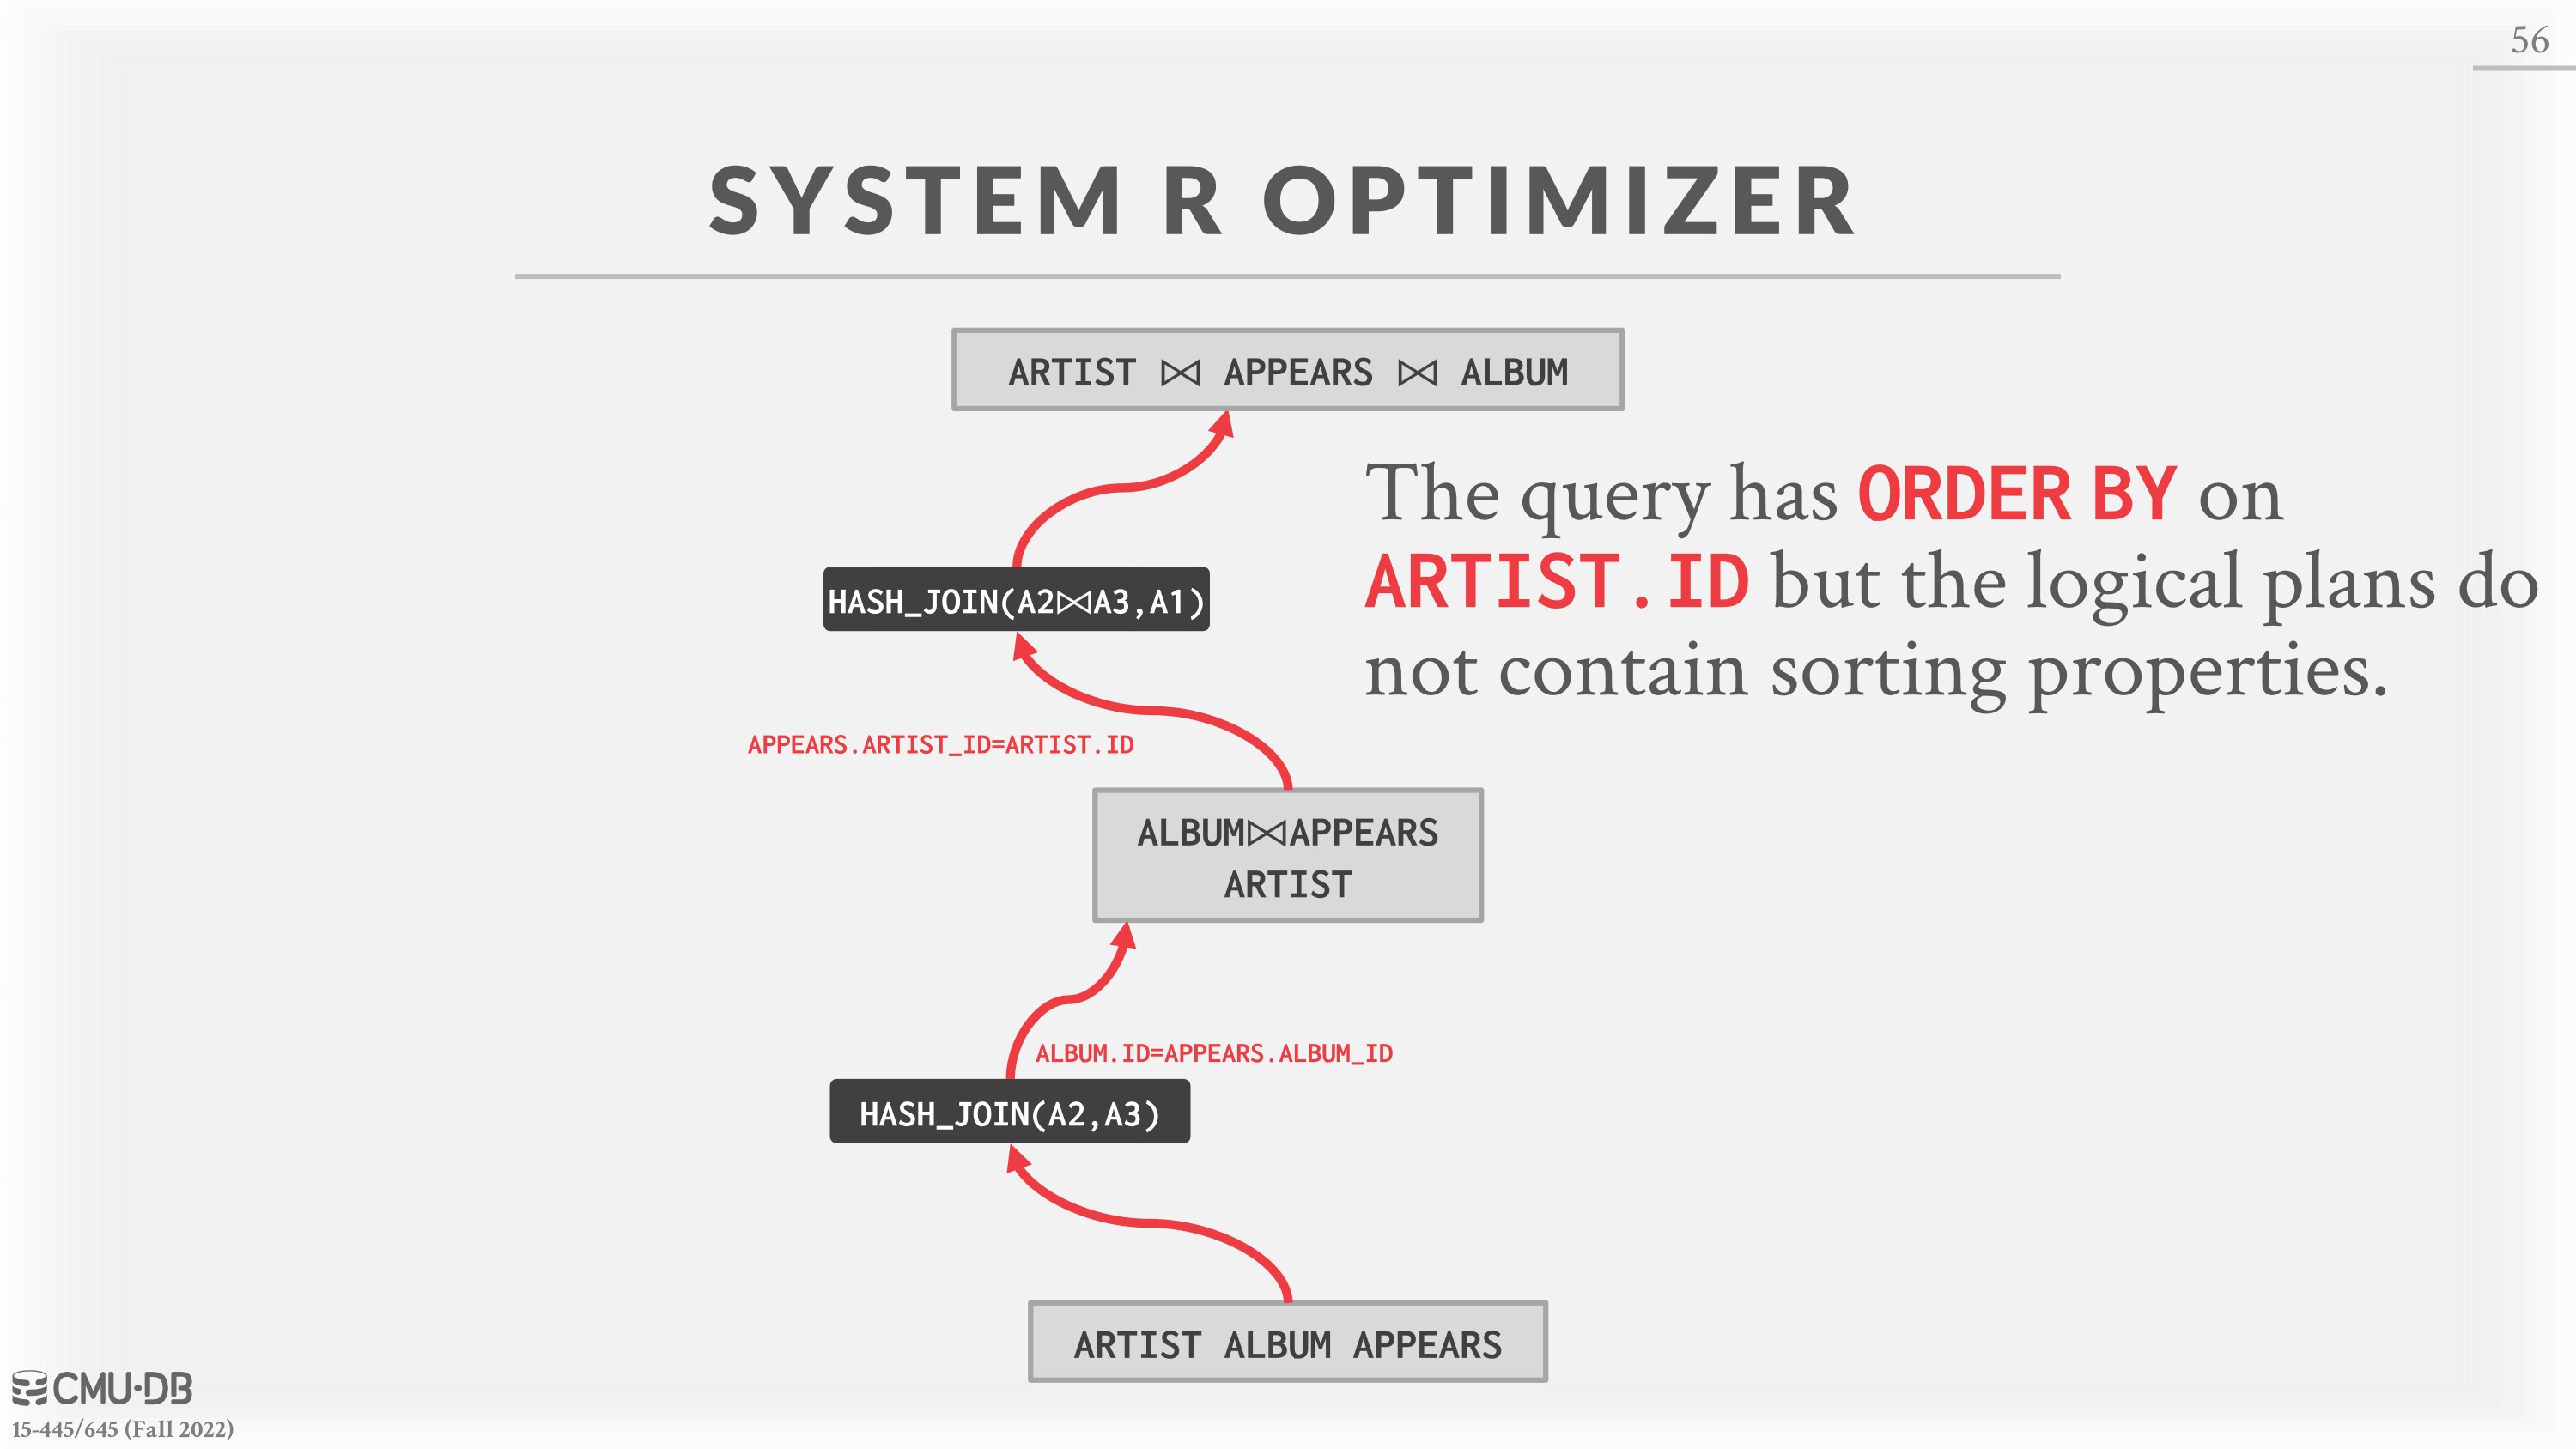 56
SYSTEM R OPTIMIZER
ARTIST ⋈ APPEARS ⋈ ALBUM
The query has ORDER BY on
ARTIST.ID but the logical plans do
not contain sorting properties.
HASH_JOIN(A2⋈A3,A1)
APPEARS.ARTIST_ID=ARTIST.ID
ALBUM⋈APPEARS
ARTIST
ALBUM.ID=APPEARS.ALBUM_ID
HASH_JOIN(A2,A3)
ARTIST ALBUM APPEARS
CMU·DB
15-445/645 (Fall 2022)